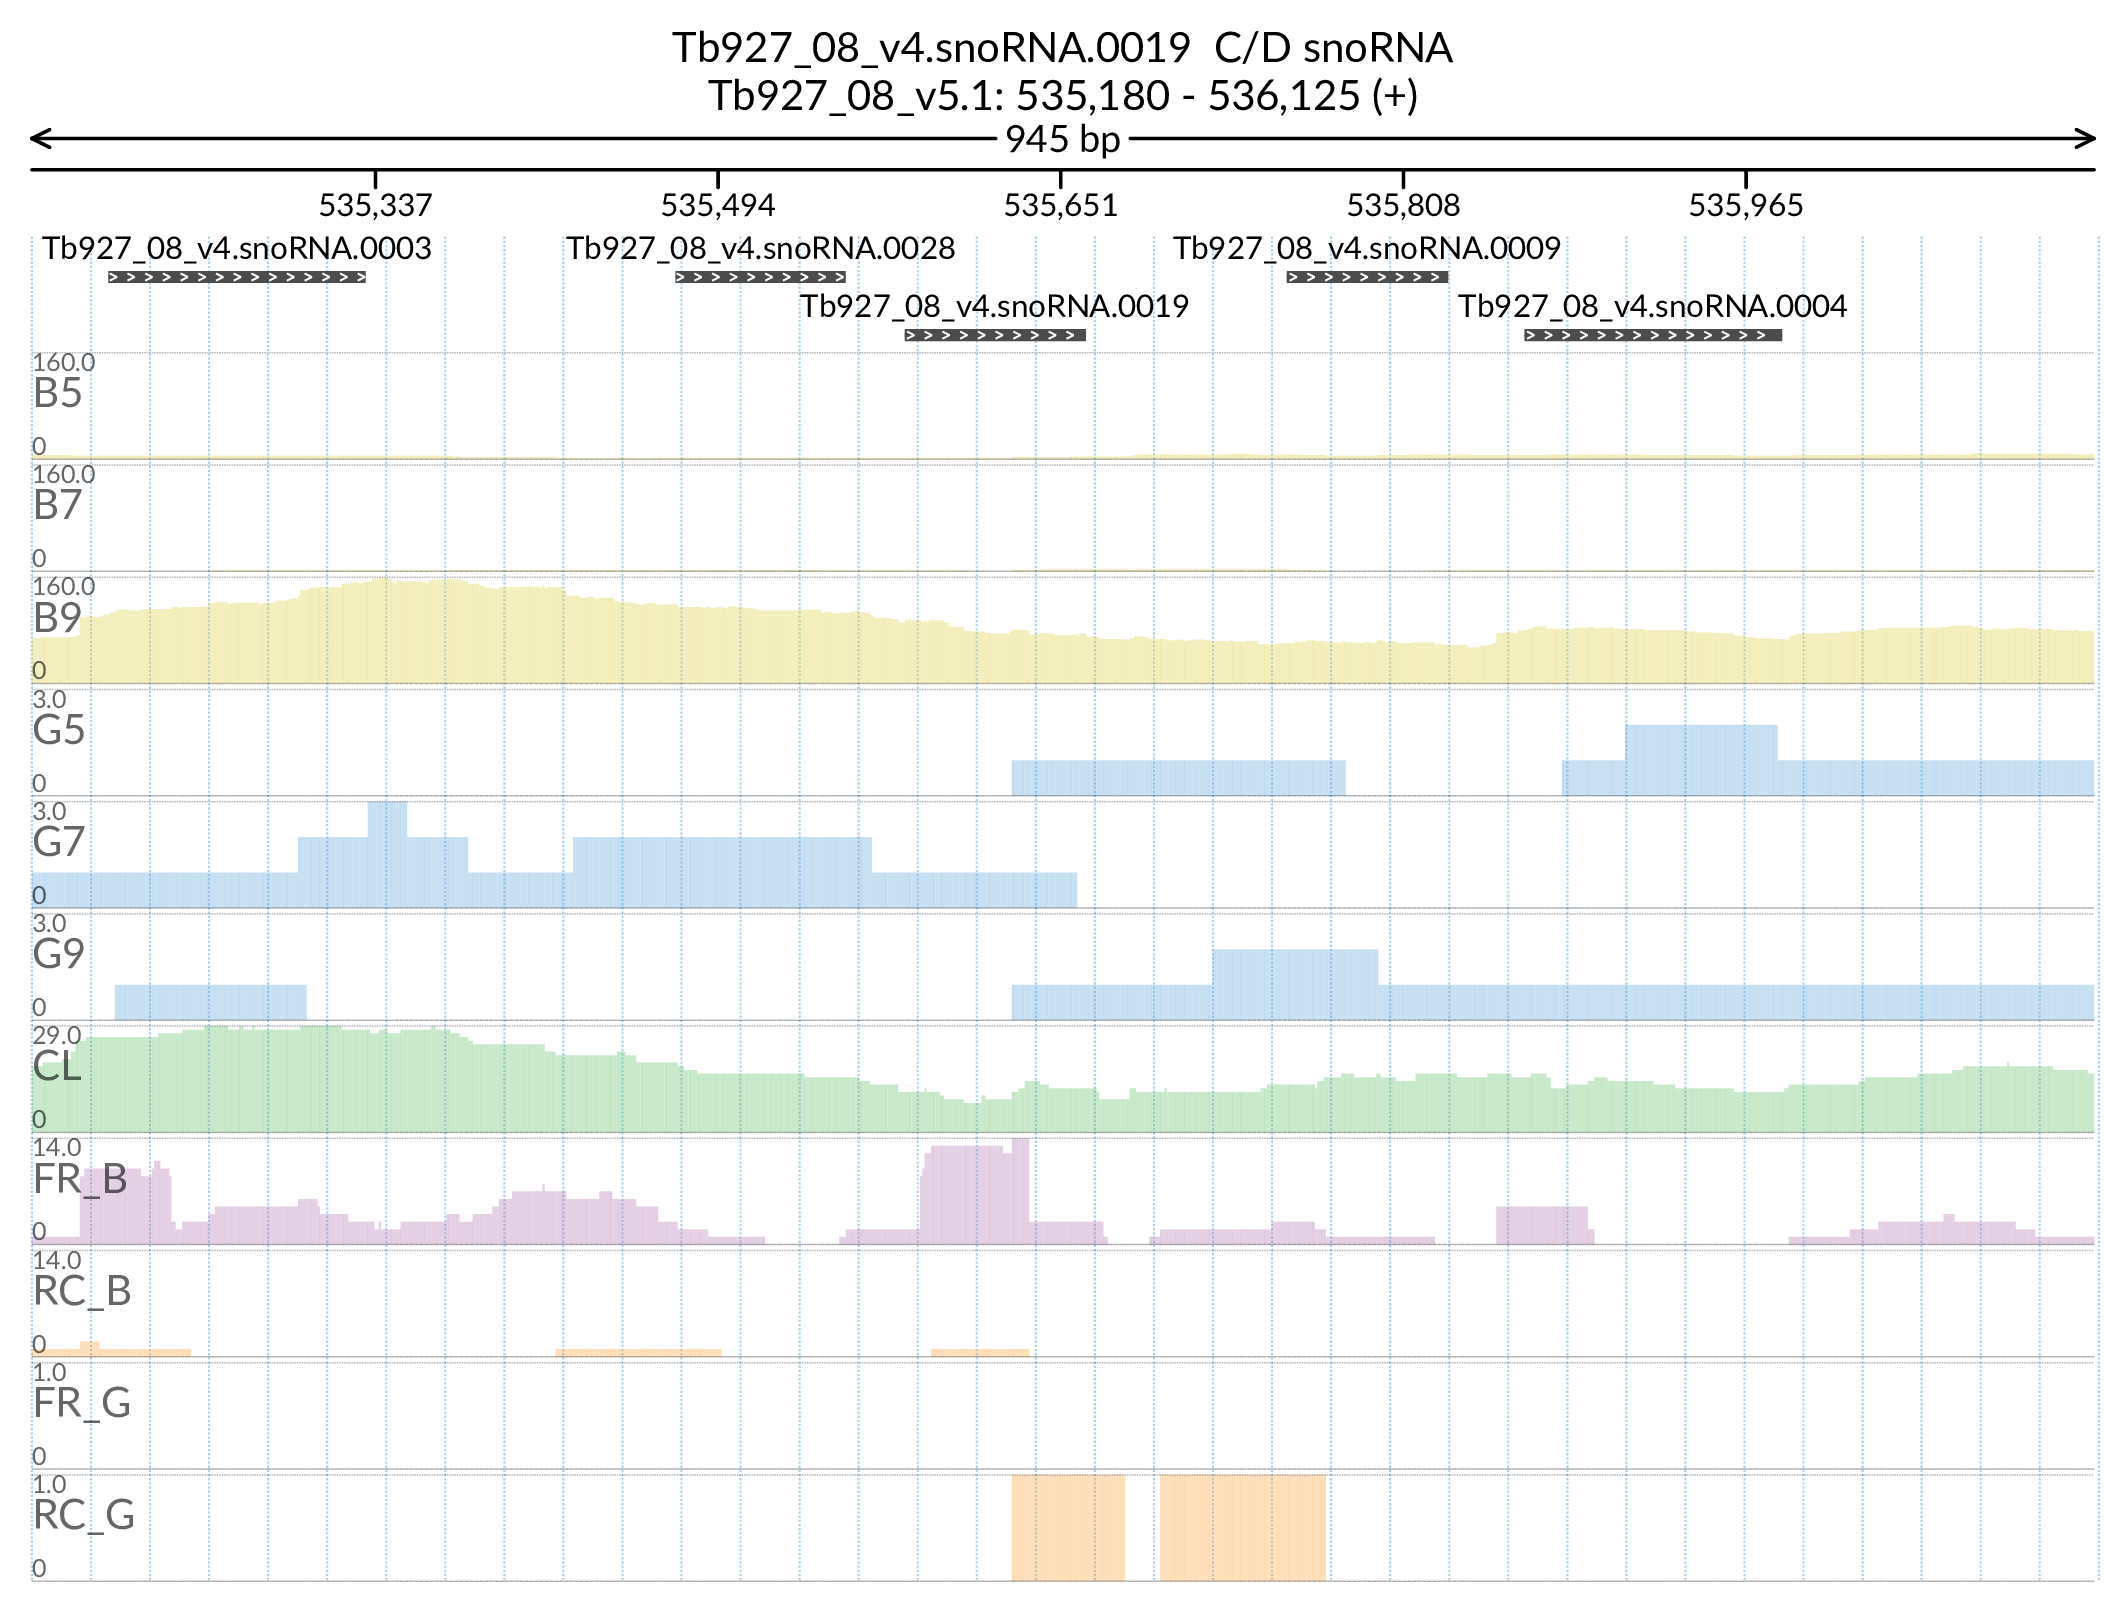 Tb927_08_v4.snoRNA.0019  C/D snoRNA
Tb927_08_v5.1: 535,180 - 536,125 (+)
945 bp
535,337 535,494 535,651 535,808 535,965
Tb927_08_v4.snoRNA.0003 Tb927_08_v4.snoRNA.0028 Tb927_08_v4.snoRNA.0009
Tb927_08_v4.snoRNA.0019 Tb927_08_v4.snoRNA.0004
160.0
B5
0
160.0
B7
0
160.0
B9
0
3.0
G5
0
3.0
G7
0
3.0
G9
0
29.0
CL
0
14.0
FR_B
0
14.0
RC_B
0
1.0
FR_G
0
1.0
RC_G
0